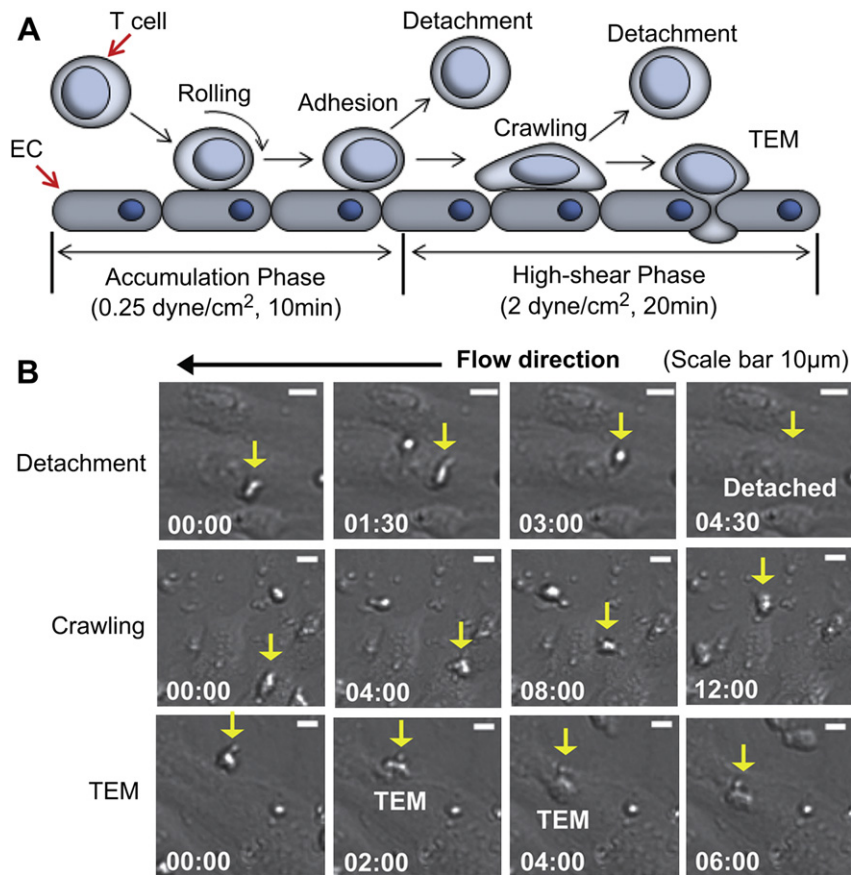 A
T cell
Detachment
Detachment
Rolling
Adhesion
Crawling
TEM
EC
Accumulation Phase
(0.25 dyne/cm², 10min)
High-shear Phase
(2 dyne/cm², 20min)
B
Flow direction (Scale bar 10μm)
Detachment
00:00
01:30
03:00
Detached
04:30
Crawling
00:00
04:00
08:00
12:00
TEM
00:00
TEM
02:00
TEM
04:00
06:00